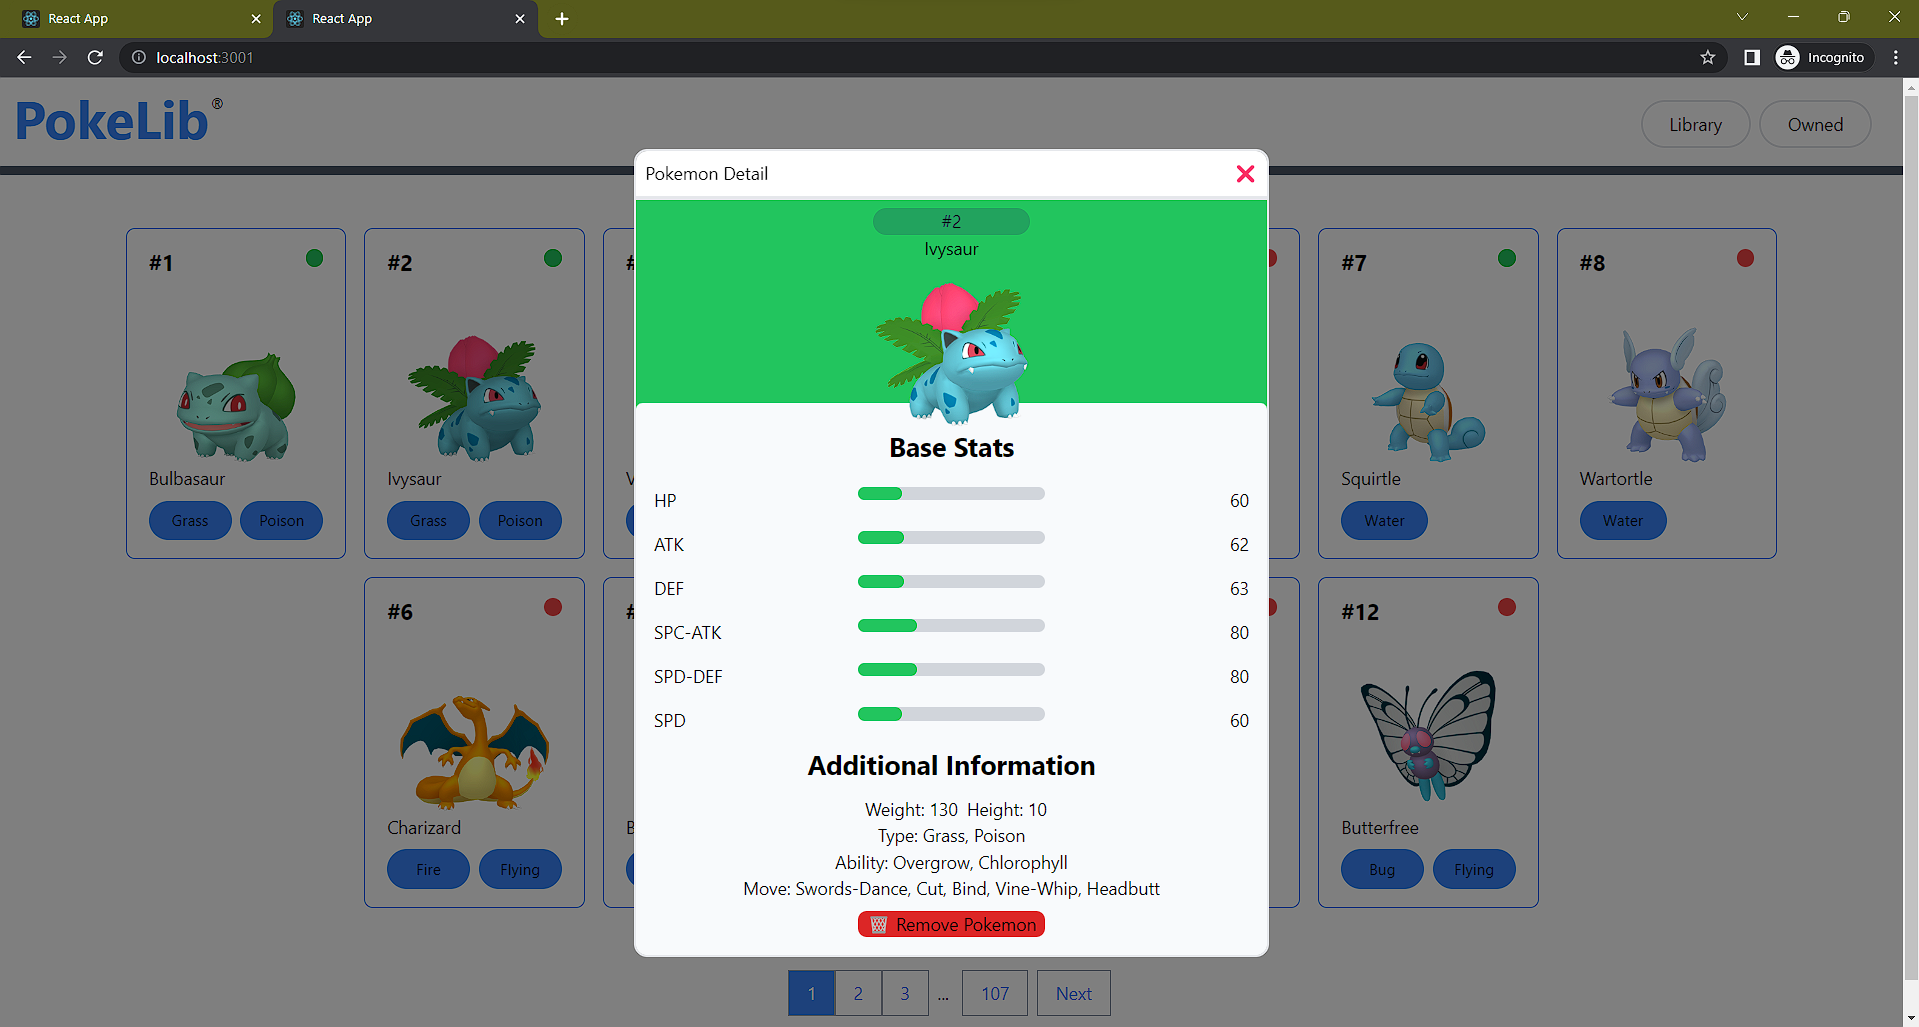 React App
React App
localhost:3001
Incognito
PokeLib®
Library
Owned
Pokemon Detail
#2
Ivysaur
Base Stats
HP 60
ATK 62
DEF 63
SPC-ATK 80
SPD-DEF 80
SPD 60
Additional Information
Weight: 130 Height: 10
Type: Grass, Poison
Ability: Overgrow, Chlorophyll
Move: Swords-Dance, Cut, Bind, Vine-Whip, Headbutt
Remove Pokemon
#1
Bulbasaur
Grass Poison
#2
Ivysaur
Grass Poison
#7
Squirtle
Water
#8
Wartortle
Water
#6
Charizard
Fire Flying
#12
Butterfree
Bug Flying
1 2 3 ... 107 Next